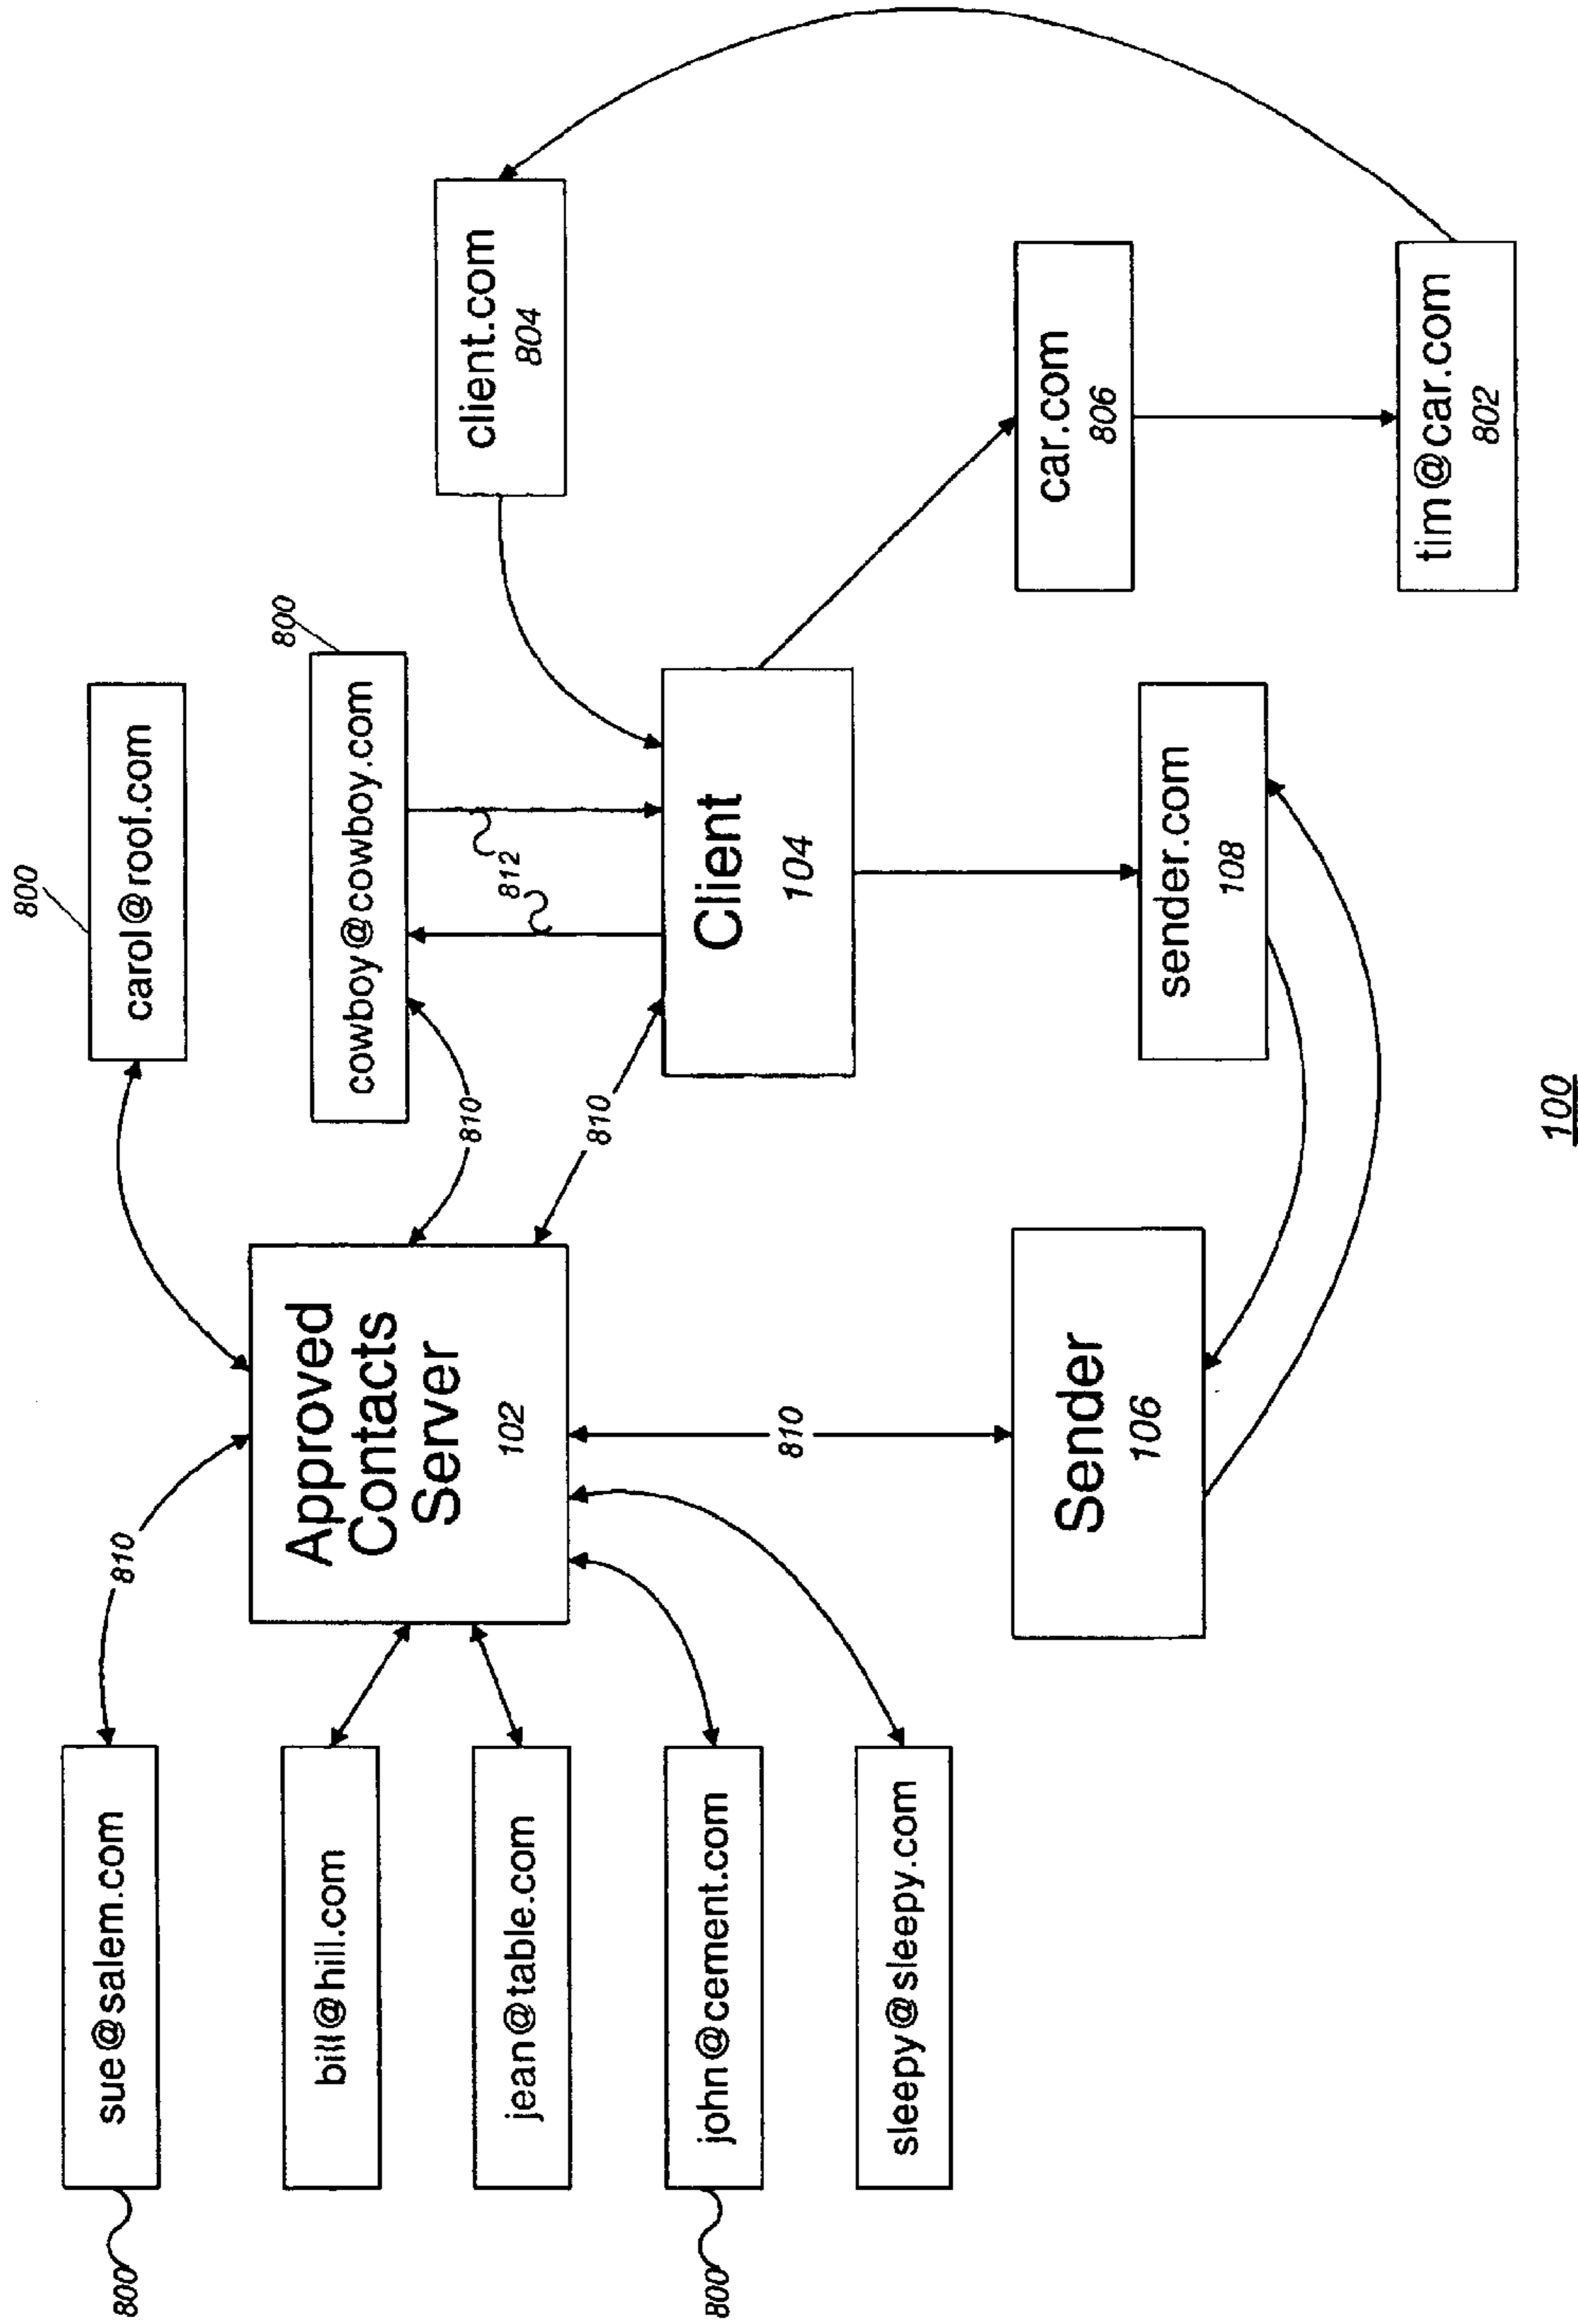 800
carol@roof.com
800
cowboy@cowboy.com
812
810
810
810
sue@salem.com
800
bill@hill.com
jean@table.com
john@cement.com
800
sleepy@sleepy.com
Approved
Contacts
Server
102
810
Sender
106
Client
104
client.com
804
sender.com
108
car.com
806
tim@car.com
802
100